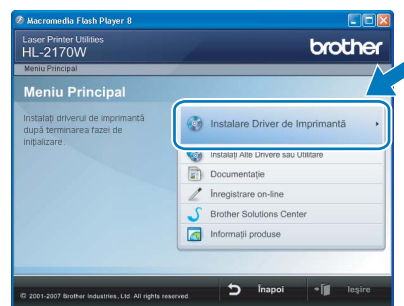 Macromedia Flash Player 8
Laser Printer Utilities
HL-2170W
brother
Meniu Principal
Meniu Principal
Instalaţi driverul de imprimantă
după terminarea fazei de
iniţializare.
Instalare Driver de Imprimantă
Instalaţi Alte Drivere sau Utilitare
Documentaţie
Înregistrare on-line
Brother Solutions Center
Informaţii produse
© 2001-2007 Brother Industries, Ltd. All rights reserved.
Înapoi
Ieşire